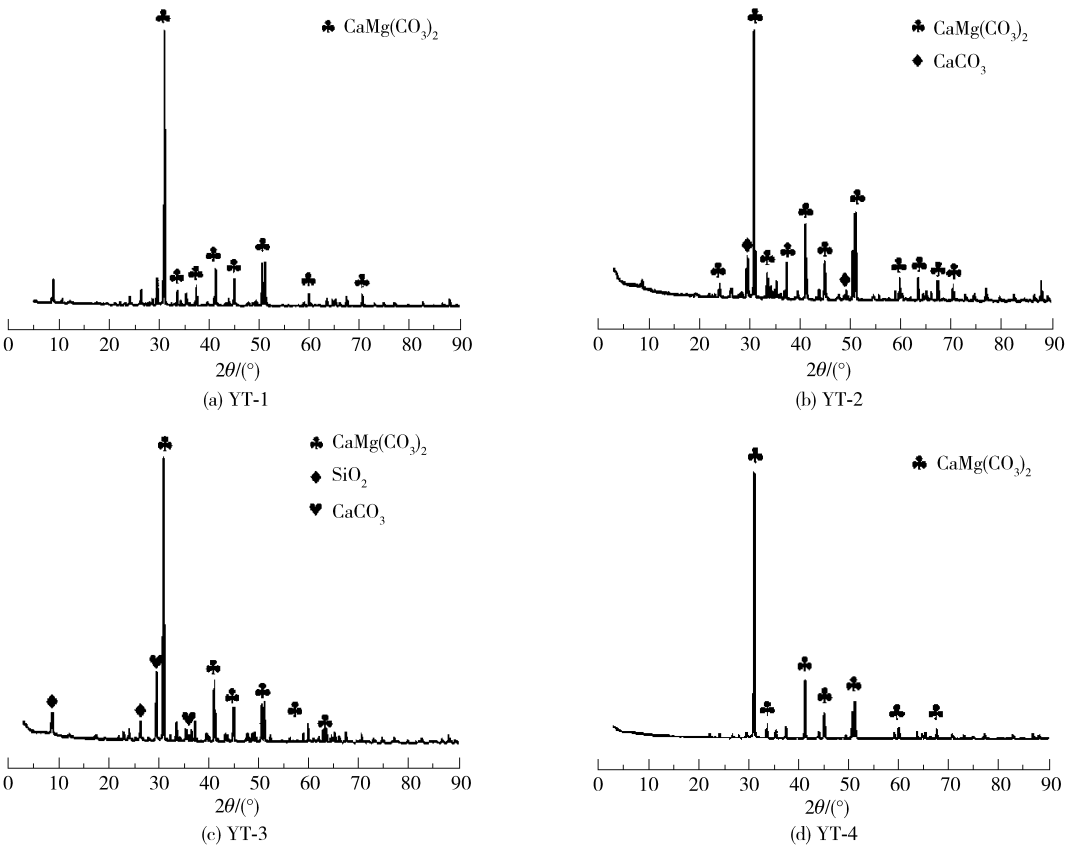 ♣ CaMg(CO₃)₂
0 10 20 30 40 50 60 70 80 90
2θ/(°)
(a) YT-1
♣ CaMg(CO₃)₂
♦ CaCO₃
0 10 20 30 40 50 60 70 80 90
2θ/(°)
(b) YT-2
♣ CaMg(CO₃)₂
♦ SiO₂
♥ CaCO₃
0 10 20 30 40 50 60 70 80 90
2θ/(°)
(c) YT-3
♣ CaMg(CO₃)₂
0 10 20 30 40 50 60 70 80 90
2θ/(°)
(d) YT-4